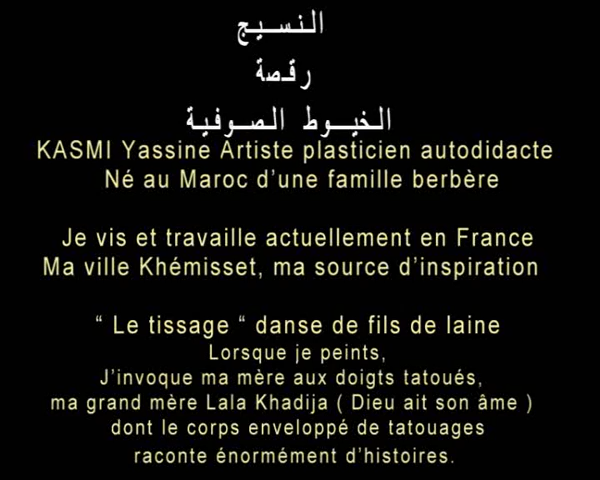 النسيج
رقصة
الخيوط الصوفية
KASMI Yassine Artiste plasticien autodidacte
Né au Maroc d’une famille berbère
Je vis et travaille actuellement en France
Ma ville Khémisset, ma source d’inspiration
“ Le tissage “ danse de fils de laine
Lorsque je peints,
J’invoque ma mère aux doigts tatoués,
ma grand mère Lala Khadija ( Dieu ait son âme )
dont le corps enveloppé de tatouages
raconte énormément d’histoires.